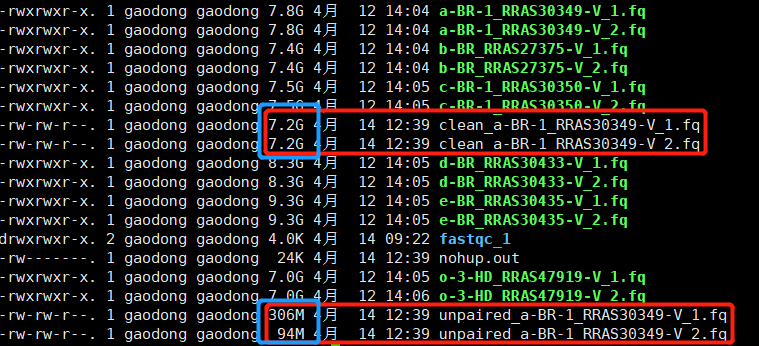 -rwxrwxr-x. 1 gaodong gaodong 7.8G 4月 12 14:04 a-BR-1_RRAS30349-V_1.fq
-rwxrwxr-x. 1 gaodong gaodong 7.8G 4月 12 14:04 a-BR-1_RRAS30349-V_2.fq
-rwxrwxr-x. 1 gaodong gaodong 7.4G 4月 12 14:04 b-BR_RRAS27375-V_1.fq
-rwxrwxr-x. 1 gaodong gaodong 7.4G 4月 12 14:04 b-BR_RRAS27375-V_2.fq
-rwxrwxr-x. 1 gaodong gaodong 7.5G 4月 12 14:05 c-BR-1_RRAS30350-V_1.fq
-rwxrwxr-x. 1 gaodong gaodong 7.5G 4月 12 14:05 c-BR-1_RRAS30350-V_2.fq
-rw-rw-r--. 1 gaodong gaodong 7.2G 4月 14 12:39 clean_a-BR-1_RRAS30349-V_1.fq
-rw-rw-r--. 1 gaodong gaodong 7.2G 4月 14 12:39 clean_a-BR-1_RRAS30349-V_2.fq
-rwxrwxr-x. 1 gaodong gaodong 8.3G 4月 12 14:05 d-BR_RRAS30433-V_1.fq
-rwxrwxr-x. 1 gaodong gaodong 8.3G 4月 12 14:05 d-BR_RRAS30433-V_2.fq
-rwxrwxr-x. 1 gaodong gaodong 9.3G 4月 12 14:05 e-BR_RRAS30435-V_1.fq
-rwxrwxr-x. 1 gaodong gaodong 9.3G 4月 12 14:05 e-BR_RRAS30435-V_2.fq
drwxrwxr-x. 2 gaodong gaodong 4.0K 4月 14 09:22 fastqc_1
-rw-------. 1 gaodong gaodong 24K 4月 14 12:39 nohup.out
-rwxrwxr-x. 1 gaodong gaodong 7.0G 4月 12 14:05 o-3-HD_RRAS47919-V_1.fq
-rwxrwxr-x. 1 gaodong gaodong 7.0G 4月 12 14:06 o-3-HD_RRAS47919-V_2.fq
-rw-rw-r--. 1 gaodong gaodong 306M 4月 14 12:39 unpaired_a-BR-1_RRAS30349-V_1.fq
-rw-rw-r--. 1 gaodong gaodong 94M 4月 14 12:39 unpaired_a-BR-1_RRAS30349-V_2.fq